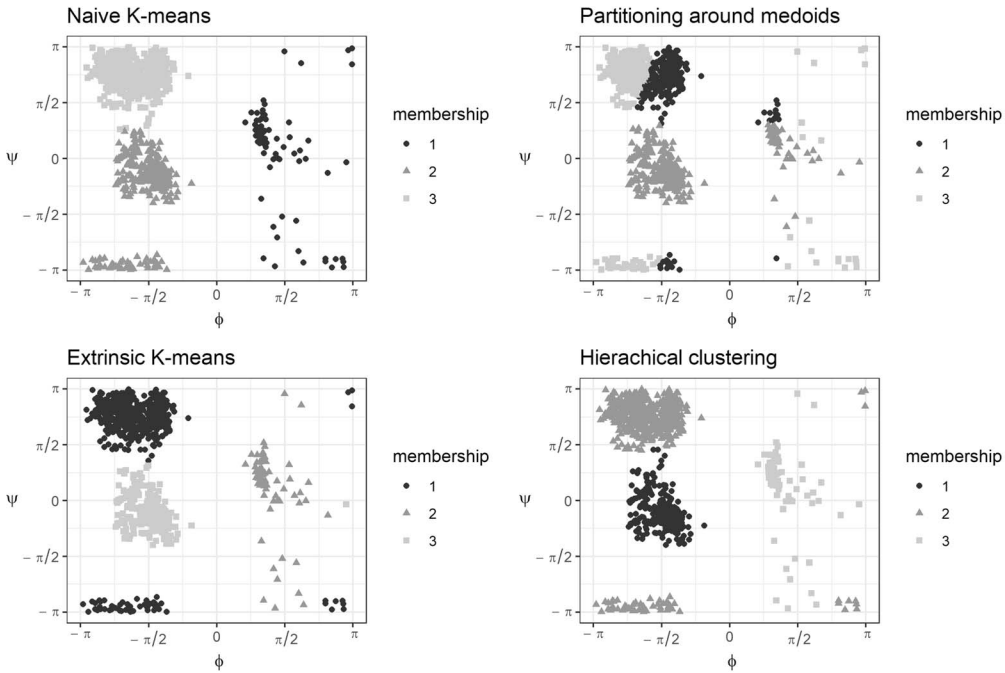 Naive K-means
π
π/2
ψ
0
− π/2
− π
− π
− π/2
0
π/2
π
ϕ
membership
1
2
3
Partitioning around medoids
π
π/2
ψ
0
− π/2
− π
− π
− π/2
0
π/2
π
ϕ
membership
1
2
3
Extrinsic K-means
π
π/2
ψ
0
− π/2
− π
− π
− π/2
0
π/2
π
ϕ
membership
1
2
3
Hierachical clustering
π
π/2
ψ
0
− π/2
− π
− π
− π/2
0
π/2
π
ϕ
membership
1
2
3